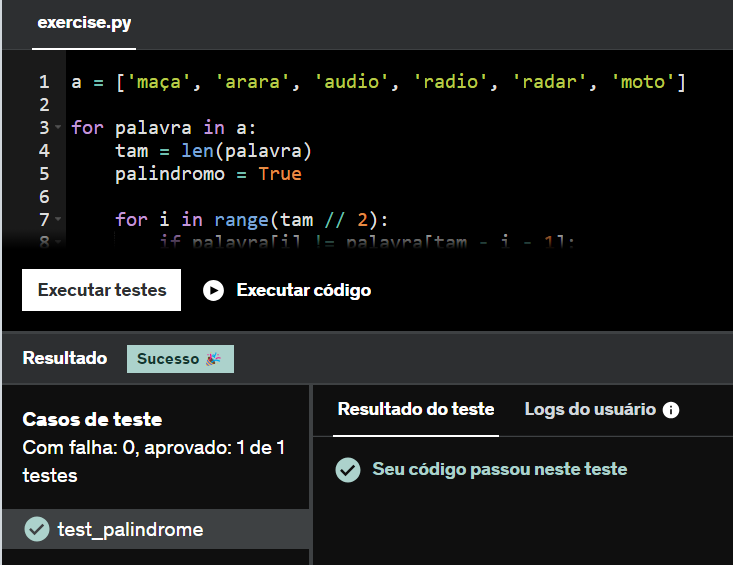 exercise.py
1 a = ['maça', 'arara', 'audio', 'radio', 'radar', 'moto']
2
3 for palavra in a:
4 tam = len(palavra)
5 palindromo = True
6
7 for i in range(tam // 2):
8 if palavra[i] != palavra[tam - i - 1]:
Executar testes Executar código
Resultado Sucesso 🎉
Casos de teste
Com falha: 0, aprovado: 1 de 1
testes
test_palindrome
Resultado do teste Logs do usuário
Seu código passou neste teste